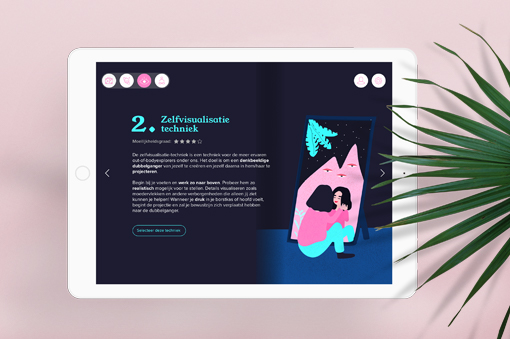 2. Zelfvisualisatie
techniek
Moeilijkheidsgraad
De zelfvisualisatie techniek is een techniek voor de meer ervaren
out-of-bodyexplorers onder ons. Het doel is om een denkbeeldige
dubbelganger van jezelf te creëren en jezelf daarna in hem/haar te
projecteren
Begin bij je voeten en werk zo naar boven. Probeer hem zo
realistisch mogelijk voor te stellen. Details visualiseren zoals
moedervlekken en andere verborgenheden die alleen jij ziet
kunnen je helpen! Wanneer je druk in je borstkas of hoofd voelt,
begint de projectie en zal je bewustzijn zich verplaatst hebben
naar de dubbelganger.
Selecteer deze techniek